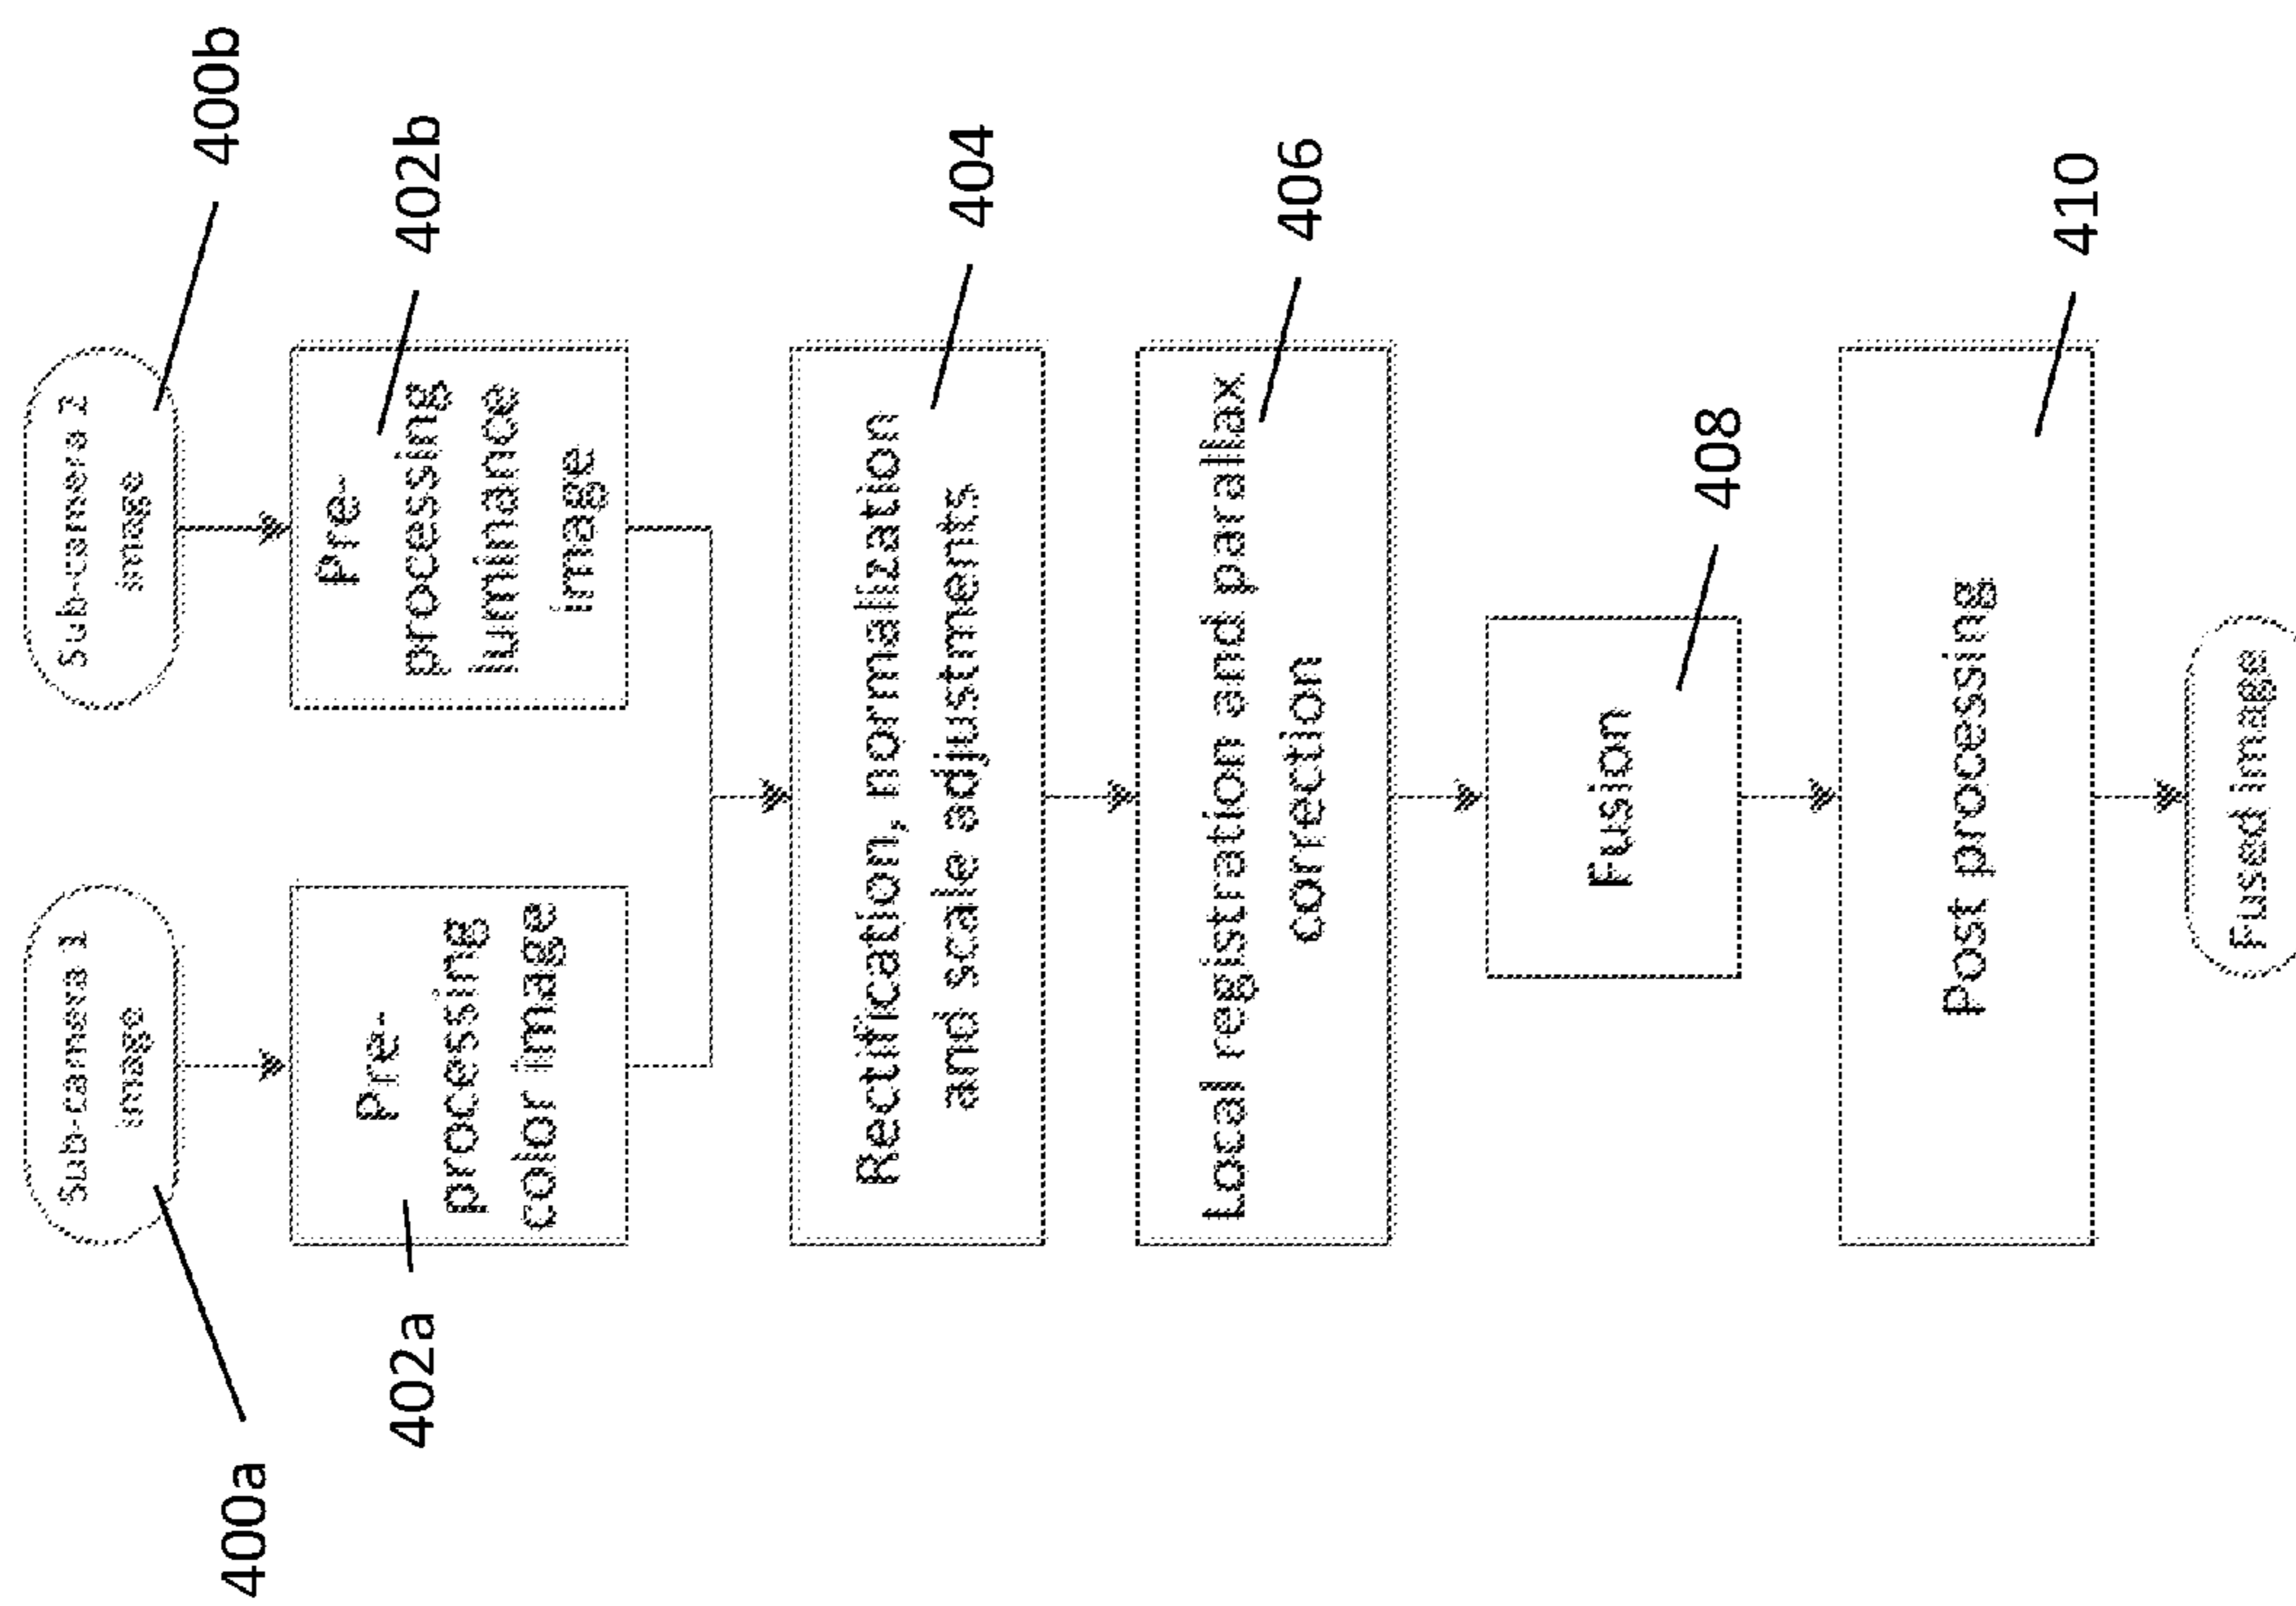 400a
Sub-camera 1
image
Sub-camera 2
image
400b
402a
Pre-
processing
color image
Pre-
processing
luminance
image
402b
Rectification, normalization
and scale adjustments
404
Local registration and parallax
correction
406
Fusion
408
Post processing
410
Fused image